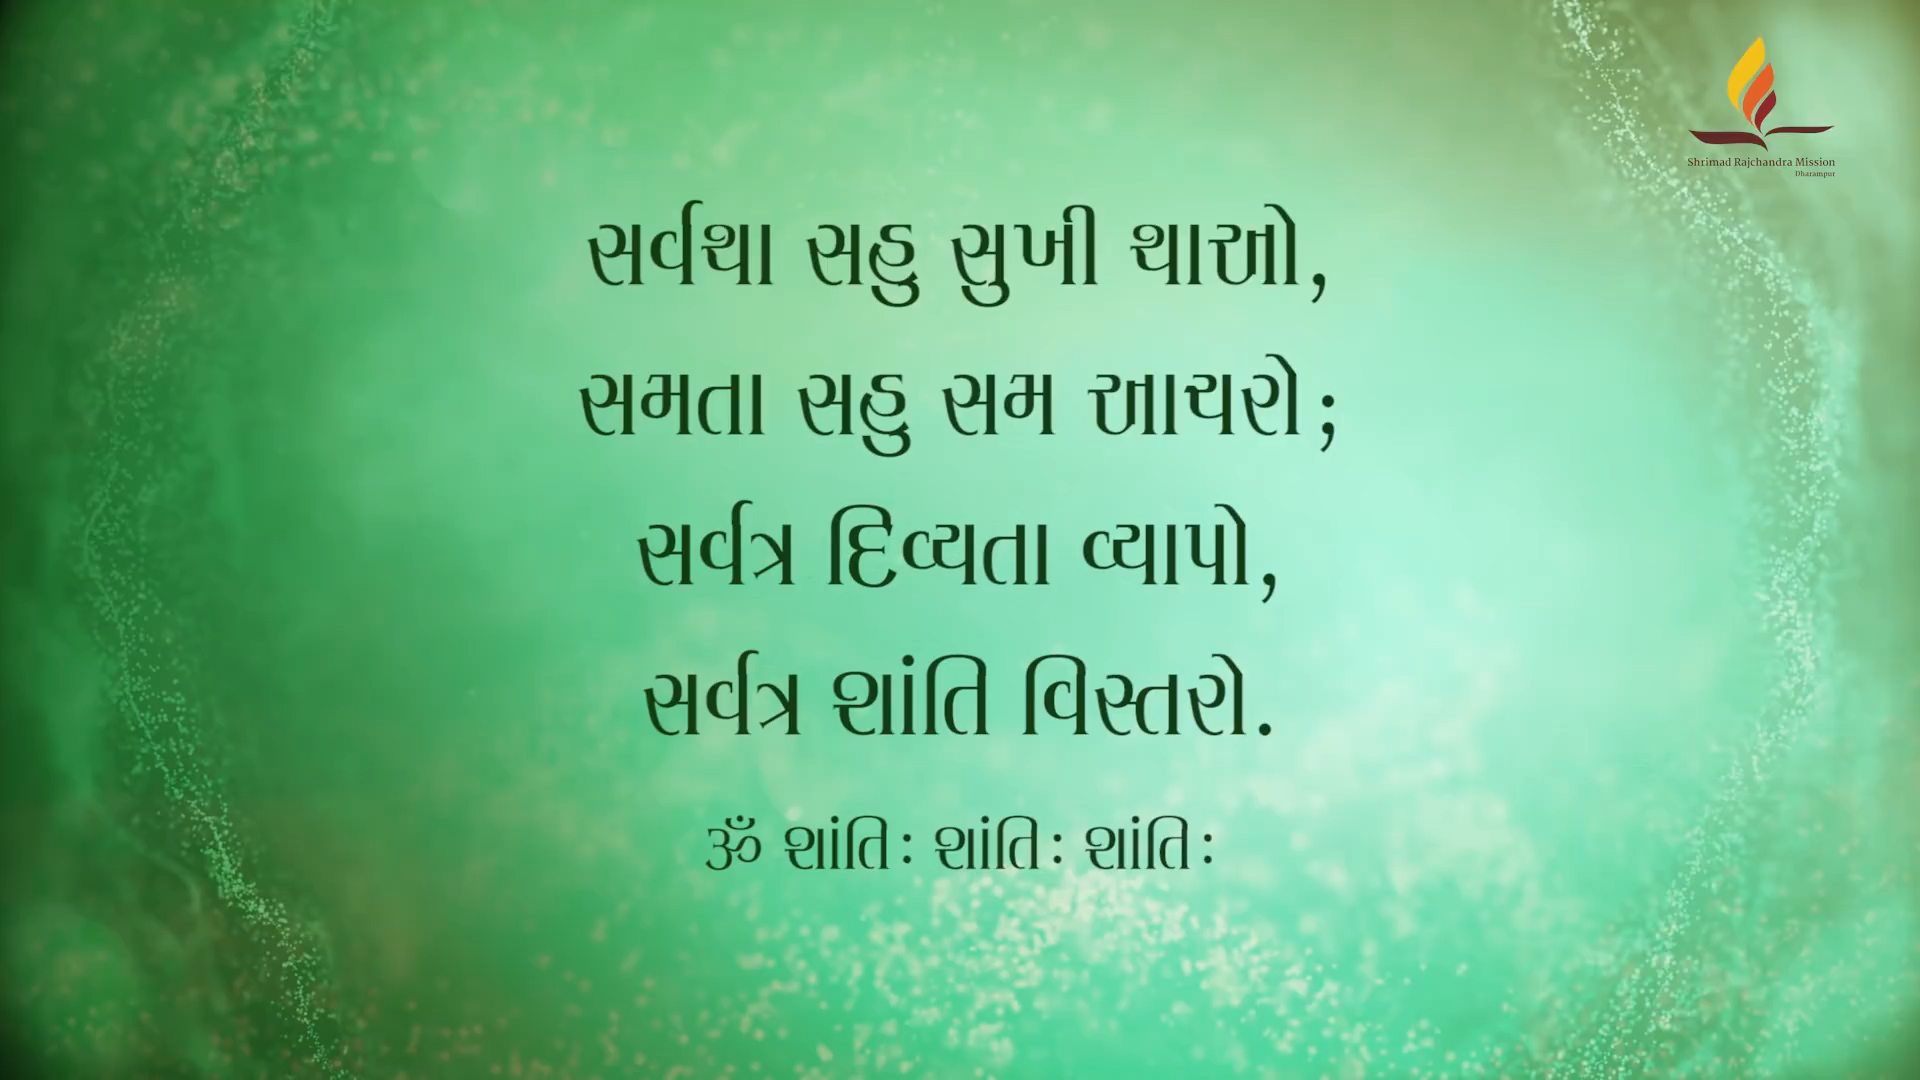 Shrimad Rajchandra Mission
Dharampur
સર્વથા સહુ સુખી થાઓ,
સમતા સહુ સમ આચરો;
સર્વત્ર દિવ્યતા વ્યાપો,
સર્વત્ર શાંતિ વિસ્તરો.
ૐ શાંતિઃ શાંતિઃ શાંતિઃ